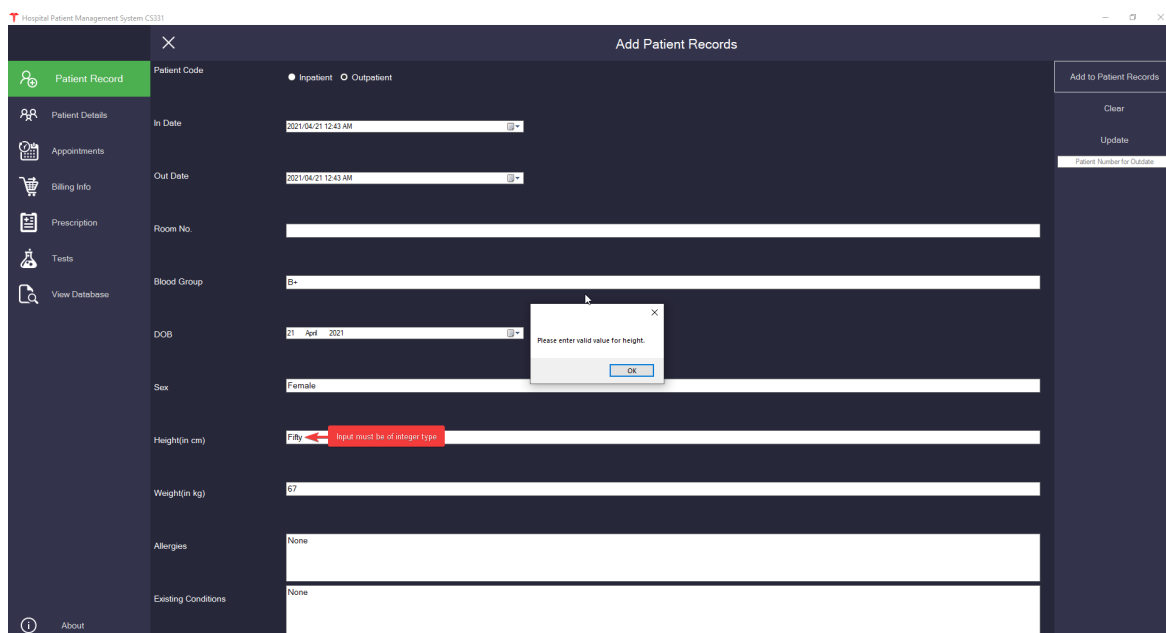 Hospital Patient Management System CS331
Add Patient Records
Patient Record
Patient Details
Appointments
Billing Info
Prescription
Tests
View Database
About
Patient Code
Inpatient Outpatient
In Date
2021/04/21 12:43 AM
Out Date
2021/04/21 12:43 AM
Room No.
Blood Group
B+
DOB
21 April 2021
Sex
Female
Height(in cm)
Fifty
Input must be of integer type
Weight(in kg)
67
Allergies
None
Existing Conditions
None
Please enter valid value for height.
OK
Add to Patient Records
Clear
Update
Patient Number for Outdate